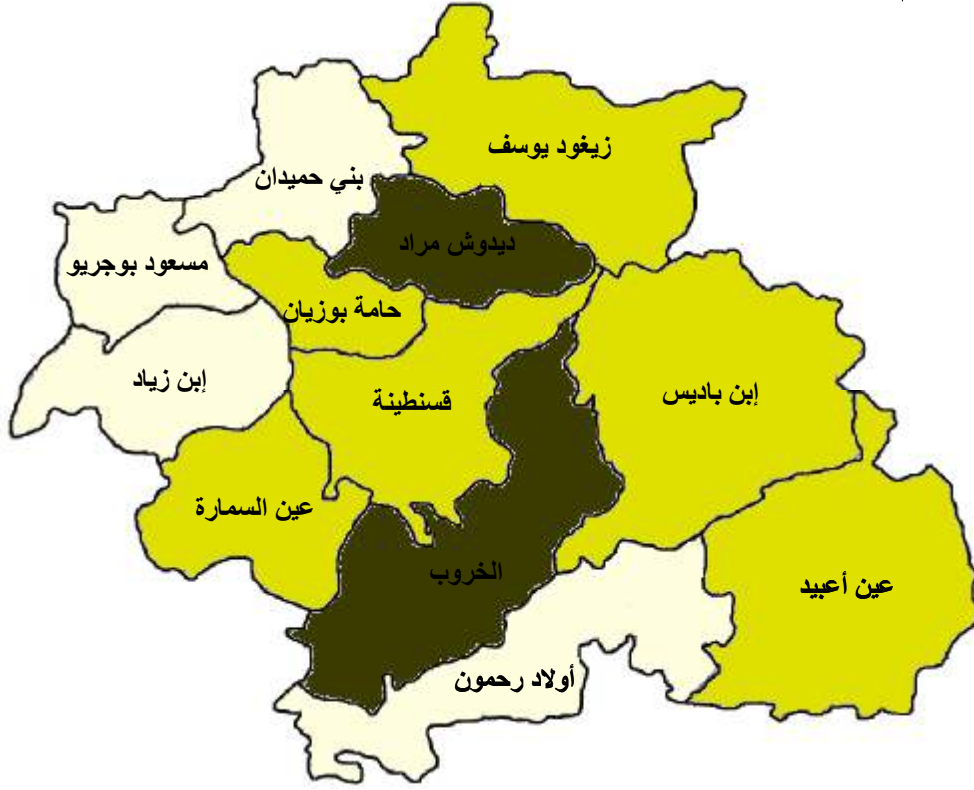 زيغود يوسف
بني حميدان
ديدوش مراد
مسعود بوجريو
حامة بوزيان
إبن زياد
قسنطينة
إبن باديس
عين السمارة
الخروب
عين أعبيد
أولاد رحمون